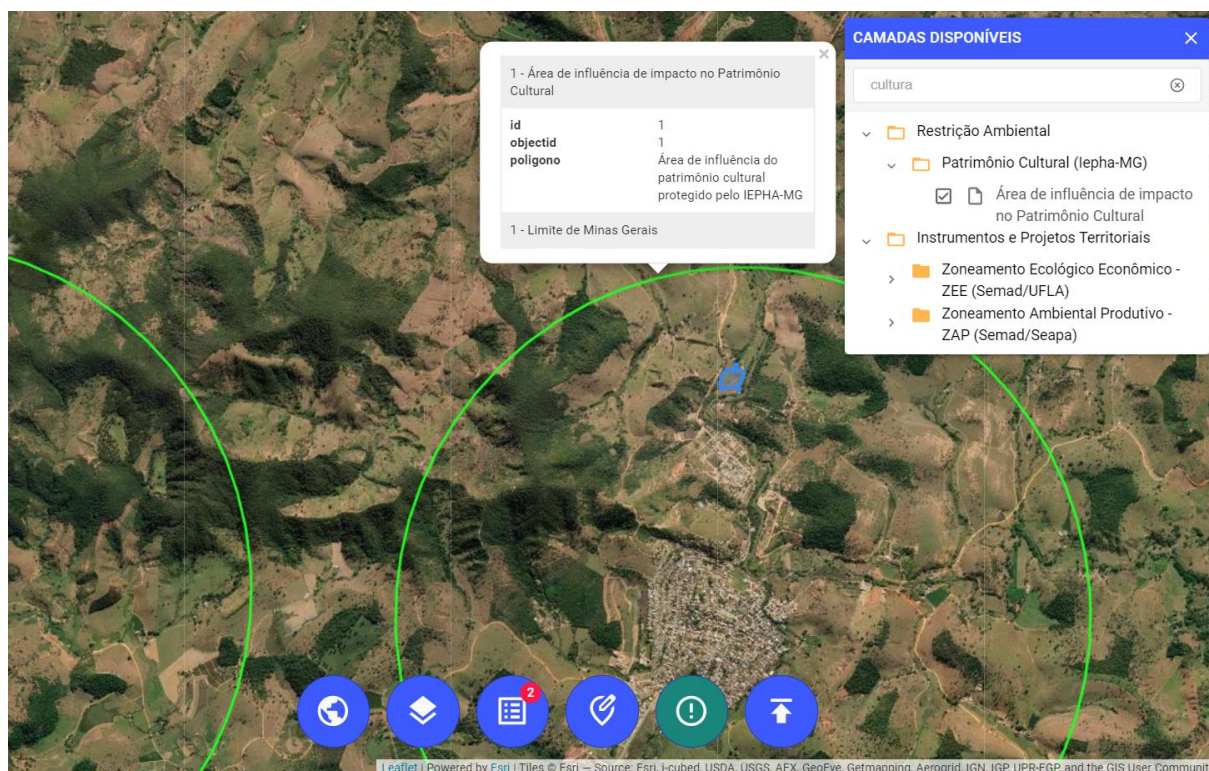 CAMADAS DISPONÍVEIS
cultura
Restrição Ambiental
Patrimônio Cultural (Iepha-MG)
Área de influência de impacto
no Patrimônio Cultural
Instrumentos e Projetos Territoriais
Zoneamento Ecológico Econômico -
ZEE (Semad/UFLA)
Zoneamento Ambiental Produtivo -
ZAP (Semad/Seapa)
1 - Área de influência de impacto no Patrimônio
Cultural
id 1
objectid 1
poligono Área de influência do
patrimônio cultural
protegido pelo IEPHA-MG
1 - Limite de Minas Gerais
2
Leaflet | Powered by Esri | Tiles © Esri — Source: Esri, i-cubed, USDA, USGS, AEX, GeoEye, Getmapping, Aerogrid, IGN, IGP, UPR-EGP, and the GIS User Communit